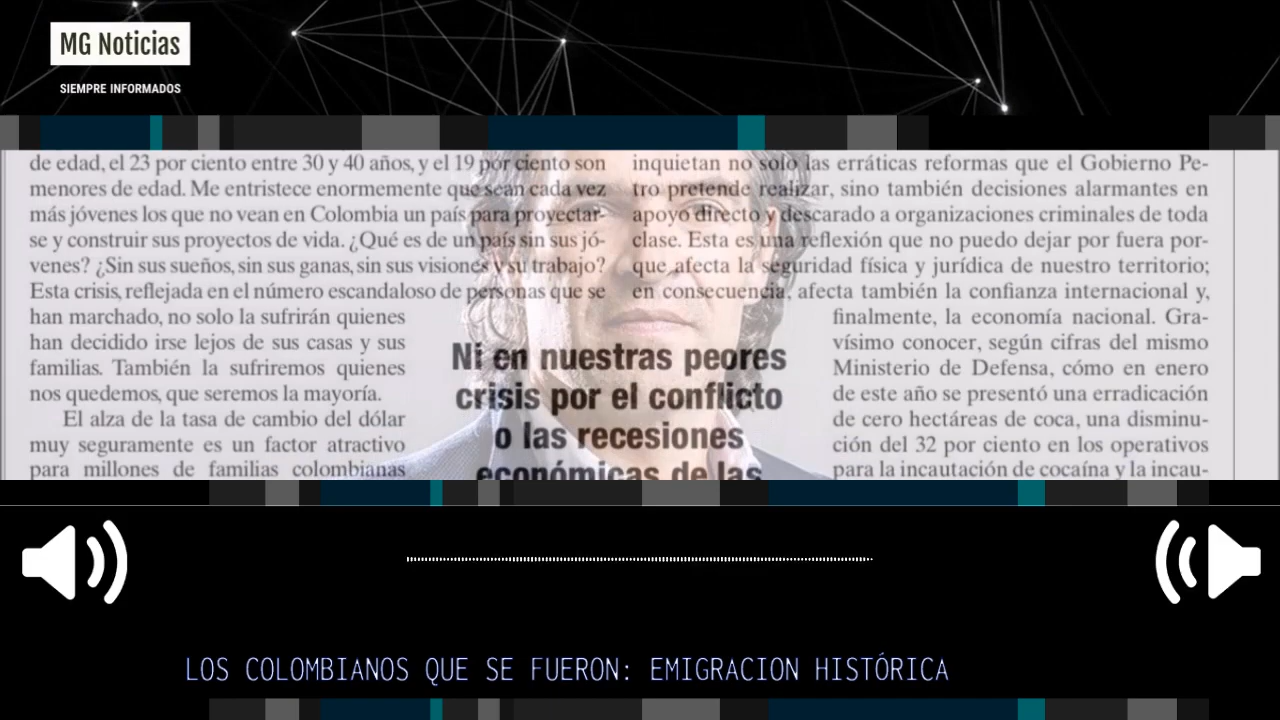 MG Noticias
SIEMPRE INFORMADOS
de edad, el 23 por ciento entre 30 y 40 años, y el 19 por ciento son
menores de edad. Me entristece enormemente que sean cada vez
más jóvenes los que no vean en Colombia un país para proyectar-
se y construir sus proyectos de vida. ¿Qué es de un país sin sus jó-
venes? ¿Sin sus sueños, sin sus ganas, sin sus visiones y su trabajo?
Esta crisis, reflejada en el número escandaloso de personas que se
han marchado, no solo la sufrirán quienes
han decidido irse lejos de sus casas y sus
familias. También la sufriremos quienes
nos quedemos, que seremos la mayoría.
El alza de la tasa de cambio del dólar
muy seguramente es un factor atractivo
para millones de familias colombianas
Ni en nuestras peores
crisis por el conflicto
o las recesiones
económicas de las
inquietan no solo las erráticas reformas que el Gobierno Pe-
tro pretende realizar, sino también decisiones alarmantes en
apoyo directo y descarado a organizaciones criminales de toda
clase. Esta es una reflexión que no puedo dejar por fuera por-
que afecta la seguridad física y jurídica de nuestro territorio;
en consecuencia, afecta también la confianza internacional y,
finalmente, la economía nacional. Gra-
vísimo conocer, según cifras del mismo
Ministerio de Defensa, cómo en enero
de este año se presentó una erradicación
de cero hectáreas de coca, una disminu-
ción del 32 por ciento en los operativos
para la incautación de cocaína y la incau-
LOS COLOMBIANOS QUE SE FUERON: EMIGRACION HISTÓRICA